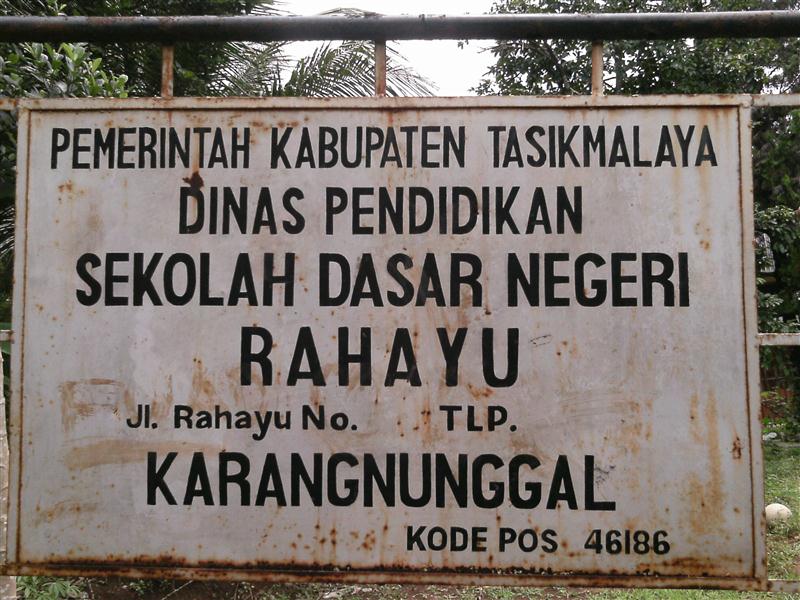 PEMERINTAH KABUPATEN TASIKMALAYA
DINAS PENDIDIKAN
SEKOLAH DASAR NEGERI
RAHAYU
Jl. Rahayu No. TLP.
KARANGNUNGGAL
KODE POS 46186